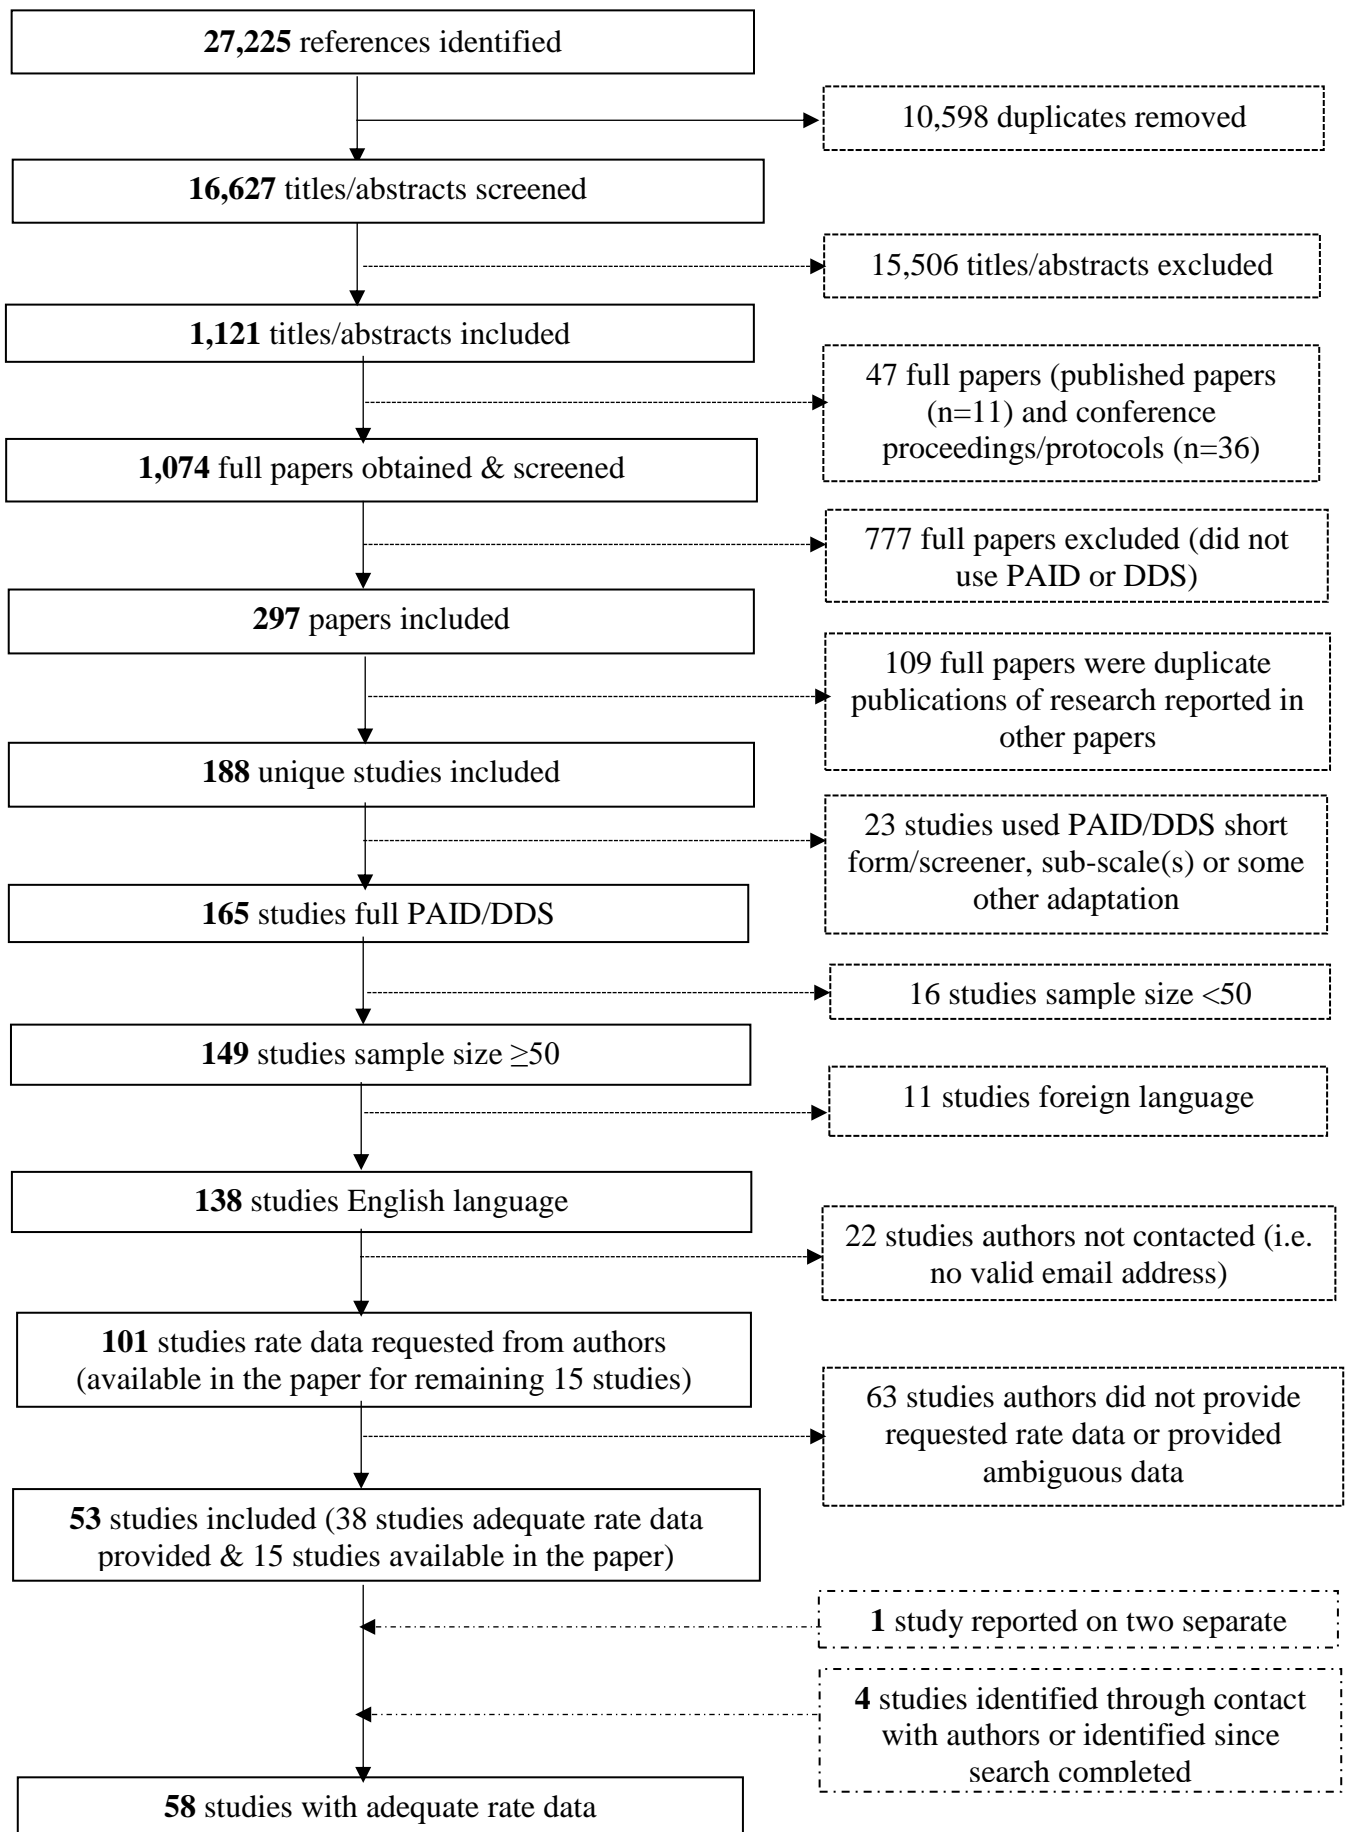 27,225 references identified
10,598 duplicates removed
16,627 titles/abstracts screened
15,506 titles/abstracts excluded
1,121 titles/abstracts included
47 full papers (published papers
(n=11) and conference
proceedings/protocols (n=36)
1,074 full papers obtained & screened
777 full papers excluded (did not
use PAID or DDS)
297 papers included
109 full papers were duplicate
publications of research reported in
other papers
188 unique studies included
23 studies used PAID/DDS short
form/screener, sub-scale(s) or some
other adaptation
165 studies full PAID/DDS
16 studies sample size <50
149 studies sample size ≥50
11 studies foreign language
138 studies English language
22 studies authors not contacted (i.e.
no valid email address)
101 studies rate data requested from authors
(available in the paper for remaining 15 studies)
63 studies authors did not provide
requested rate data or provided
ambiguous data
53 studies included (38 studies adequate rate data
provided & 15 studies available in the paper)
1 study reported on two separate
4 studies identified through contact
with authors or identified since
search completed
58 studies with adequate rate data